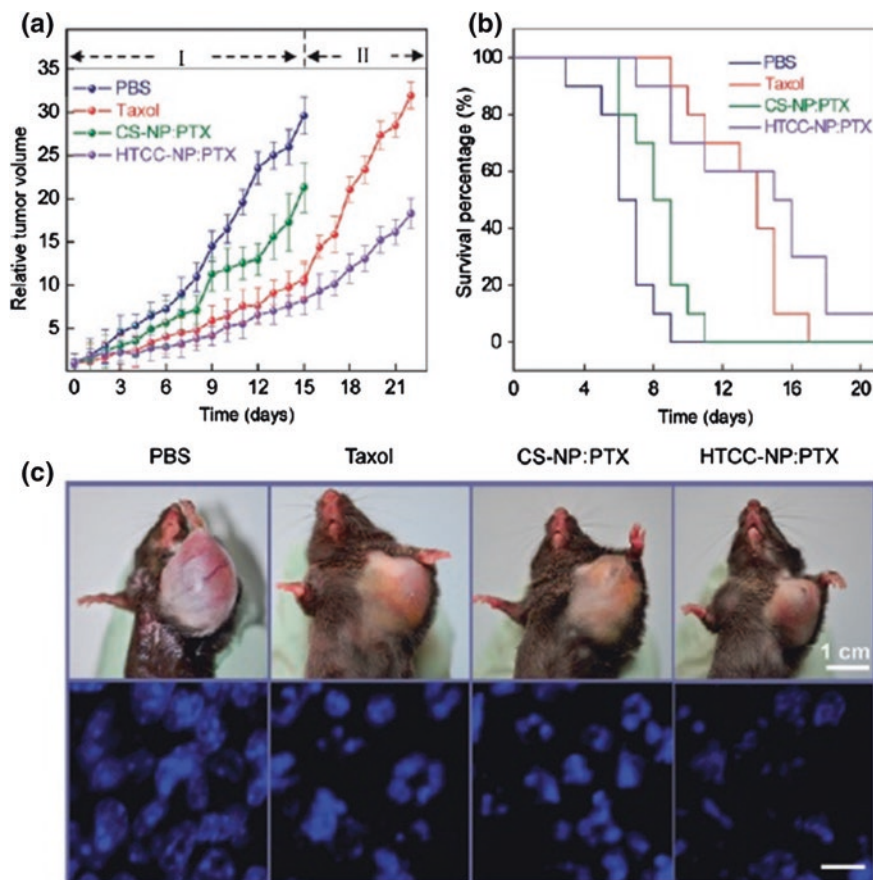 (a)
I II
35
30
25
20
15
10
5
Relative tumor volume
PBS
Taxol
CS-NP:PTX
HTCC-NP:PTX
0 3 6 9 12 15 18 21
Time (days)
(b)
100
80
60
40
20
0
Survival percentage (%)
PBS
Taxol
CS-NP:PTX
HTCC-NP:PTX
0 4 8 12 16 20
Time (days)
(c)
PBS Taxol CS-NP:PTX HTCC-NP:PTX
1 cm